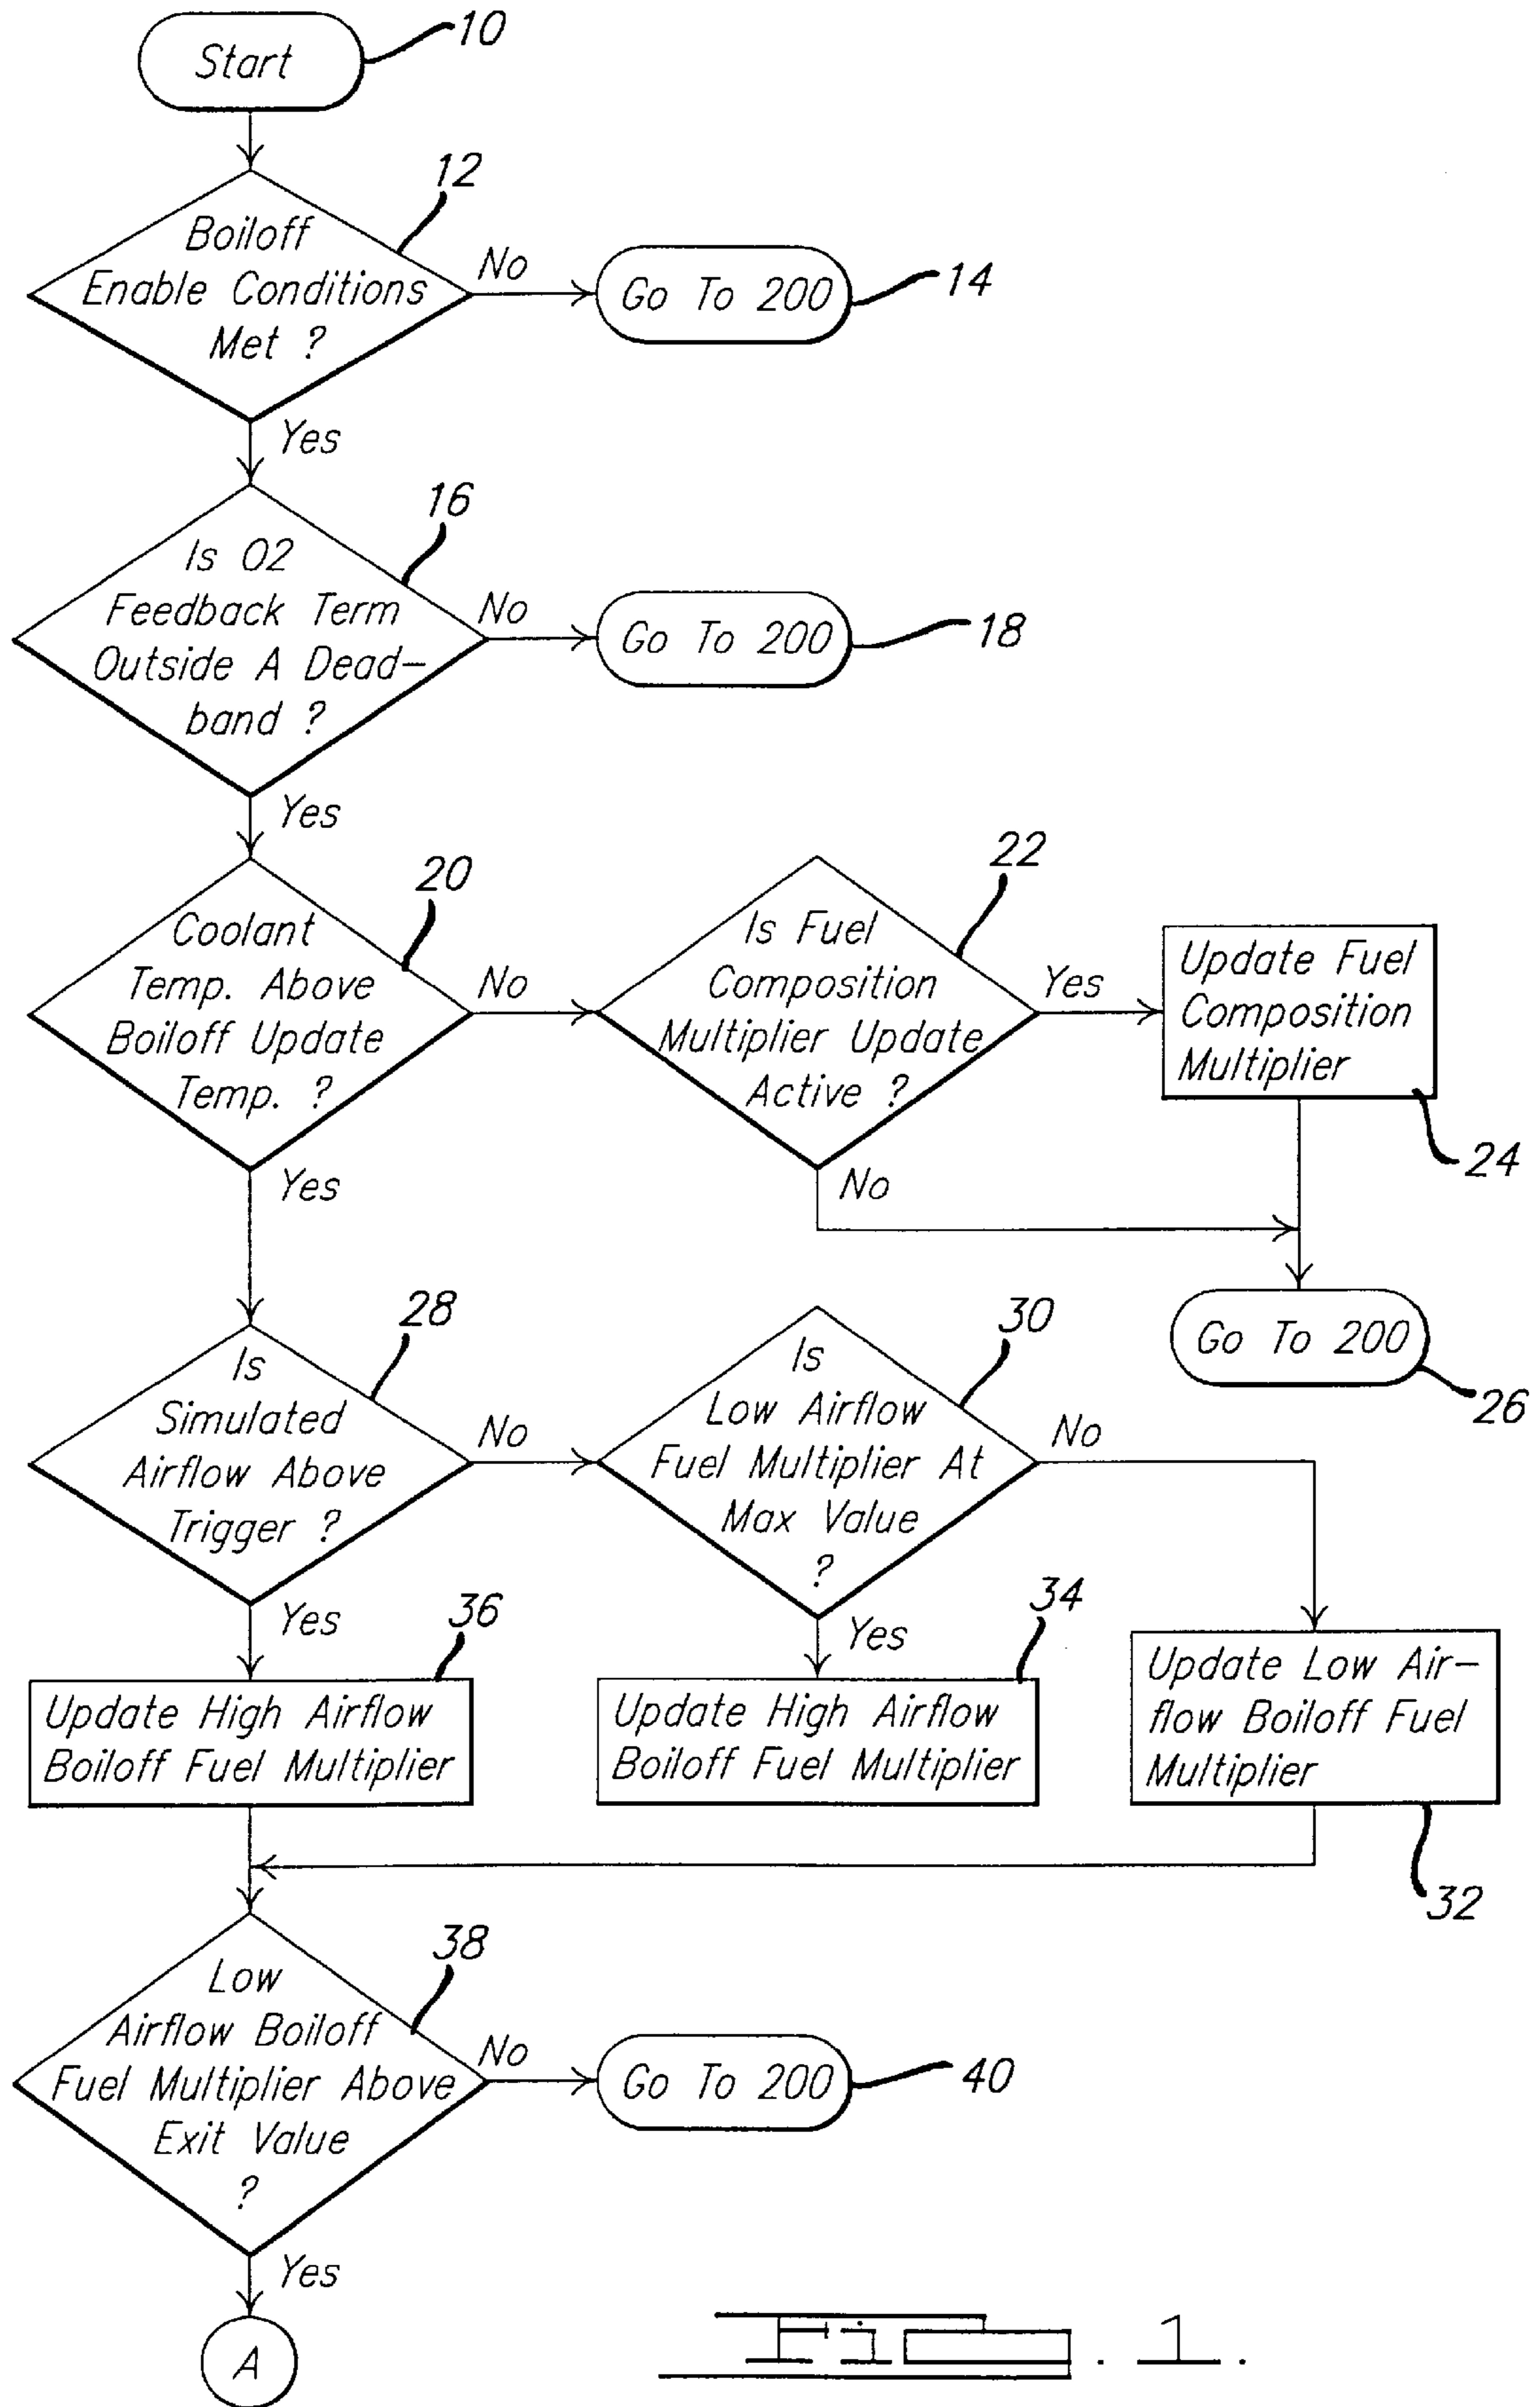 Start
10
Boiloff
Enable Conditions
Met ?
12
No
Go To 200
14
Yes
Is O2
Feedback Term
Outside A Dead-
band ?
16
No
Go To 200
18
Yes
Coolant
Temp. Above
Boiloff Update
Temp. ?
20
No
Is Fuel
Composition
Multiplier Update
Active ?
22
Yes
Update Fuel
Composition
Multiplier
24
No
Go To 200
26
Yes
Is
Simulated
Airflow Above
Trigger ?
28
No
Is
Low Airflow
Fuel Multiplier At
Max Value
?
30
No
Yes
Update High Airflow
Boiloff Fuel Multiplier
36
Yes
Update High Airflow
Boiloff Fuel Multiplier
34
Update Low Air-
flow Boiloff Fuel
Multiplier
32
Low
Airflow Boiloff
Fuel Multiplier Above
Exit Value
?
38
No
Go To 200
40
Yes
A
Fig. 1.